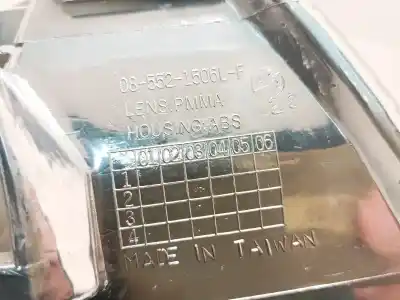 08-552-1506L-F
LENS:PMMA
HOUSING:ABS
01 02 03 04 05 06
1
2
3
4
MADE IN TAIWAN